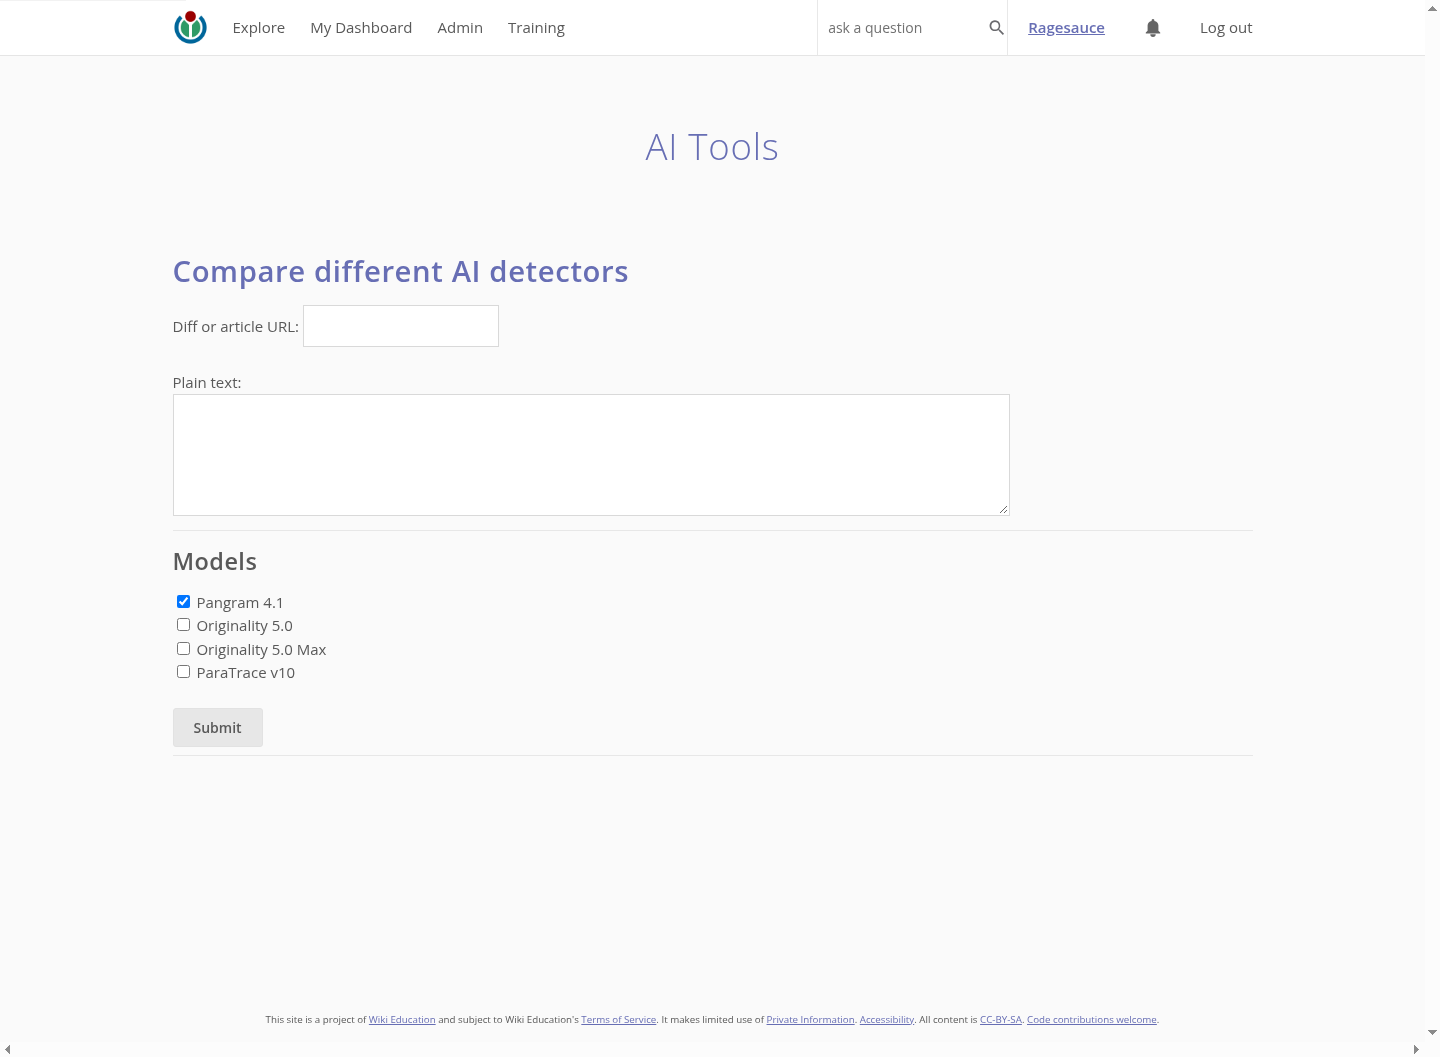 Explore My Dashboard Admin Training ask a question Ragesauce Log out
AI Tools
Compare different AI detectors
Diff or article URL:
Plain text:
Models
Pangram 4.1
Originality 5.0
Originality 5.0 Max
ParaTrace v10
Submit
This site is a project of Wiki Education and subject to Wiki Education's Terms of Service. It makes limited use of Private Information. Accessibility. All content is CC-BY-SA. Code contributions welcome.